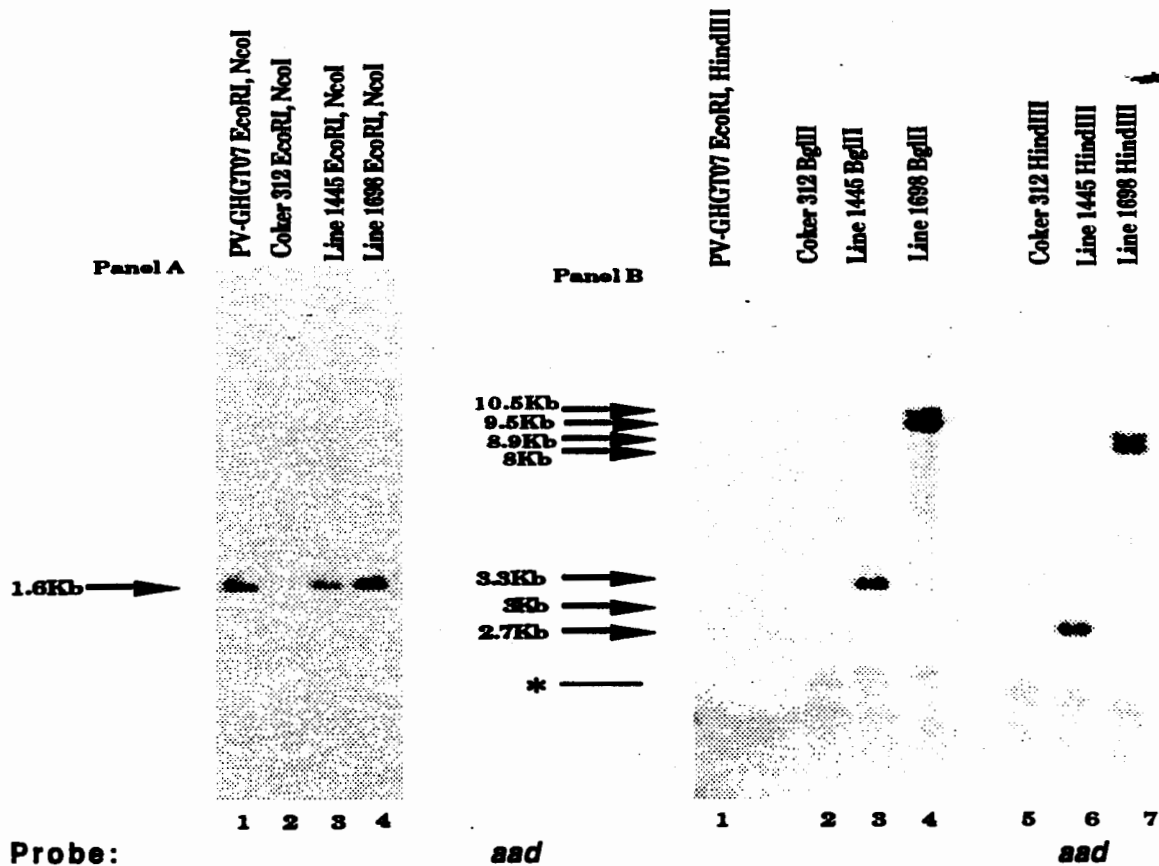 PV-GHGT07 EcoRI, NcoI
Coker 312 EcoRI, NcoI
Line 1445 EcoRI, NcoI
Line 1698 EcoRI, NcoI
Panel A
1.6Kb
1 2 3 4
PV-GHGT07 EcoRI, HindIII
Coker 312 BglII
Line 1445 BglII
Line 1698 BglII
Coker 312 HindIII
Line 1445 HindIII
Line 1698 HindIII
Panel B
10.5Kb
9.5Kb
8.9Kb
8Kb
3.3Kb
3Kb
2.7Kb
*
1 2 3 4 5 6 7
Probe: aad aad